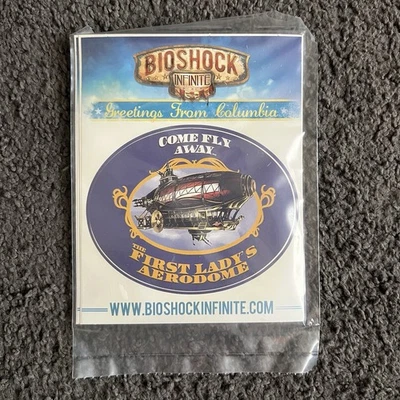 BIOSHOCK
INFINITE
Greetings From Columbia
COME FLY
AWAY
THE
FIRST LADY'S
AERODOME
WWW.BIOSHOCKINFINITE.COM